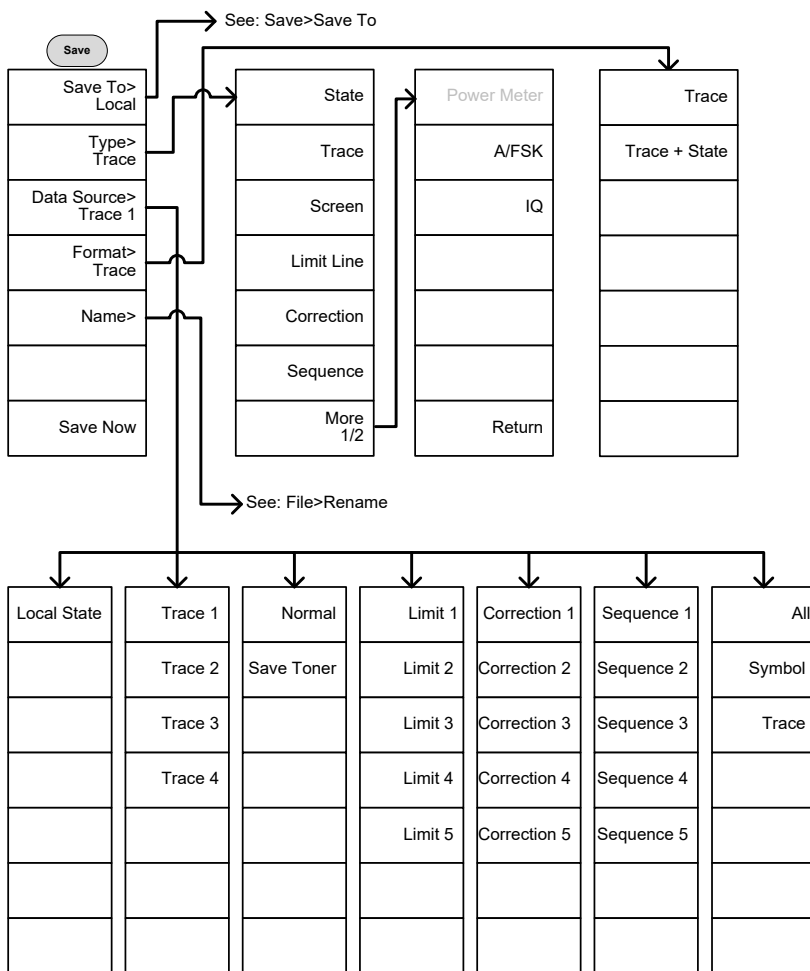 See: Save>Save To
Save
Save To>
Local
Type>
Trace
Data Source>
Trace 1
Format>
Trace
Name>
Save Now
State
Trace
Screen
Limit Line
Correction
Sequence
More
1/2
Power Meter
A/FSK
IQ
Return
Trace
Trace + State
See: File>Rename
Local State
Trace 1
Trace 2
Trace 3
Trace 4
Normal
Save Toner
Limit 1
Limit 2
Limit 3
Limit 4
Limit 5
Correction 1
Correction 2
Correction 3
Correction 4
Correction 5
Sequence 1
Sequence 2
Sequence 3
Sequence 4
Sequence 5
All
Symbol
Trace